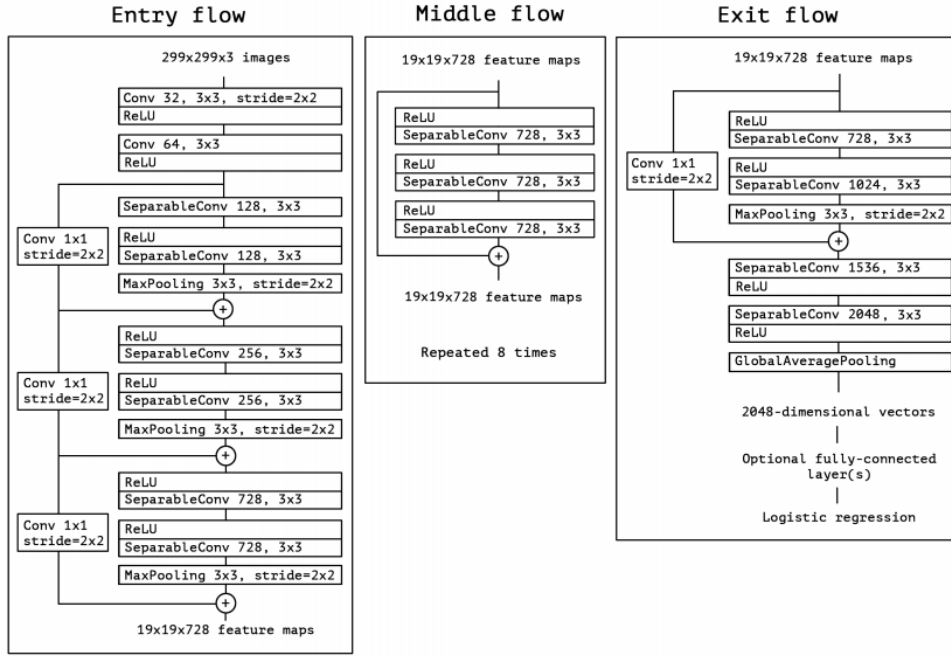 Entry flow
299x299x3 images
Conv 32, 3x3, stride=2x2
ReLU
Conv 64, 3x3
ReLU
SeparableConv 128, 3x3
Conv 1x1
stride=2x2
ReLU
SeparableConv 128, 3x3
MaxPooling 3x3, stride=2x2
+
ReLU
SeparableConv 256, 3x3
Conv 1x1
stride=2x2
ReLU
SeparableConv 256, 3x3
MaxPooling 3x3, stride=2x2
+
ReLU
SeparableConv 728, 3x3
Conv 1x1
stride=2x2
ReLU
SeparableConv 728, 3x3
MaxPooling 3x3, stride=2x2
+
19x19x728 feature maps
Middle flow
19x19x728 feature maps
ReLU
SeparableConv 728, 3x3
ReLU
SeparableConv 728, 3x3
ReLU
SeparableConv 728, 3x3
+
19x19x728 feature maps
Repeated 8 times
Exit flow
19x19x728 feature maps
ReLU
SeparableConv 728, 3x3
Conv 1x1
stride=2x2
ReLU
SeparableConv 1024, 3x3
MaxPooling 3x3, stride=2x2
+
SeparableConv 1536, 3x3
ReLU
SeparableConv 2048, 3x3
ReLU
GlobalAveragePooling
2048-dimensional vectors
Optional fully-connected
layer(s)
Logistic regression